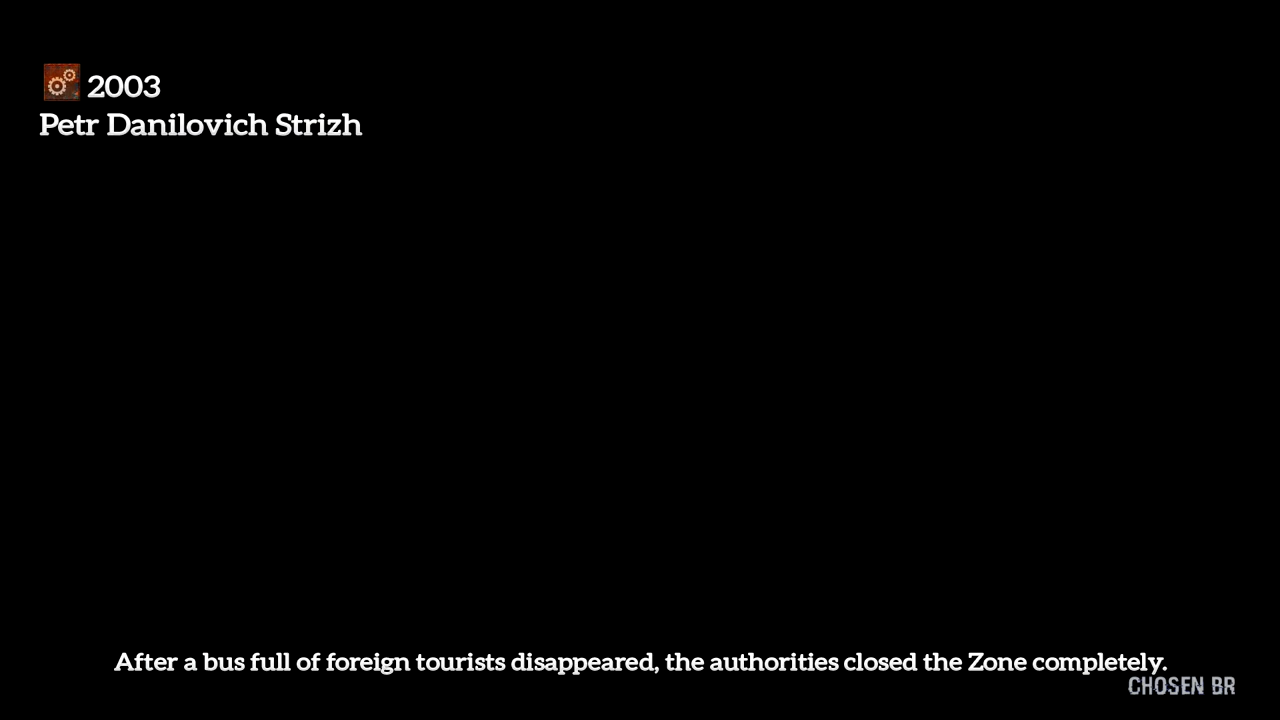 2003
Petr Danilovich Strizh
After a bus full of foreign tourists disappeared, the authorities closed the Zone completely.
CHOSEN BR